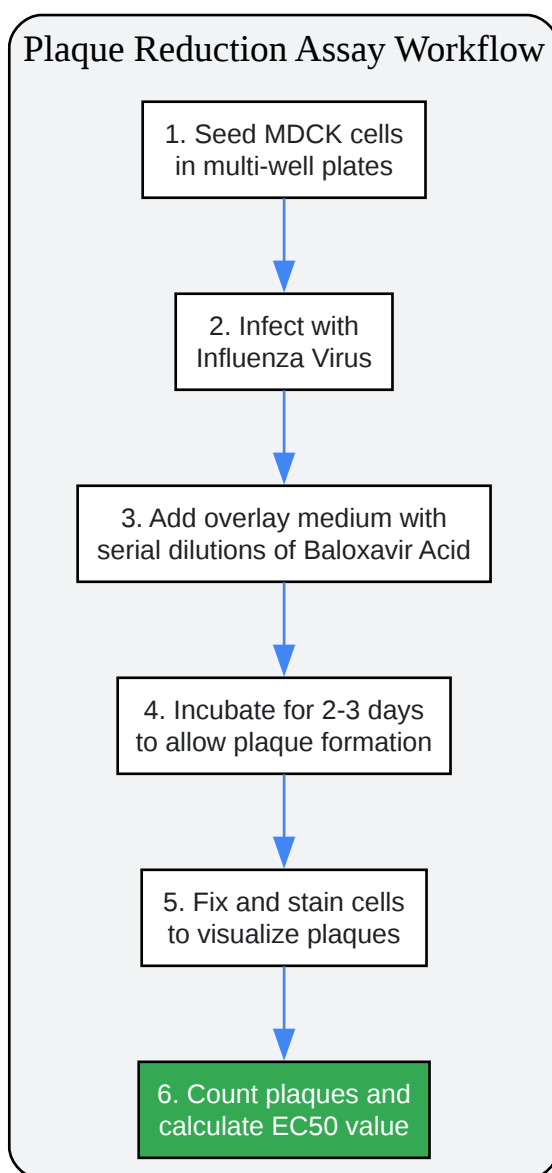 Plaque Reduction Assay Workflow
1. Seed MDCK cells
in multi-well plates
2. Infect with
Influenza Virus
3. Add overlay medium with
serial dilutions of Baloxavir Acid
4. Incubate for 2-3 days
to allow plaque formation
5. Fix and stain cells
to visualize plaques
6. Count plaques and
calculate EC50 value